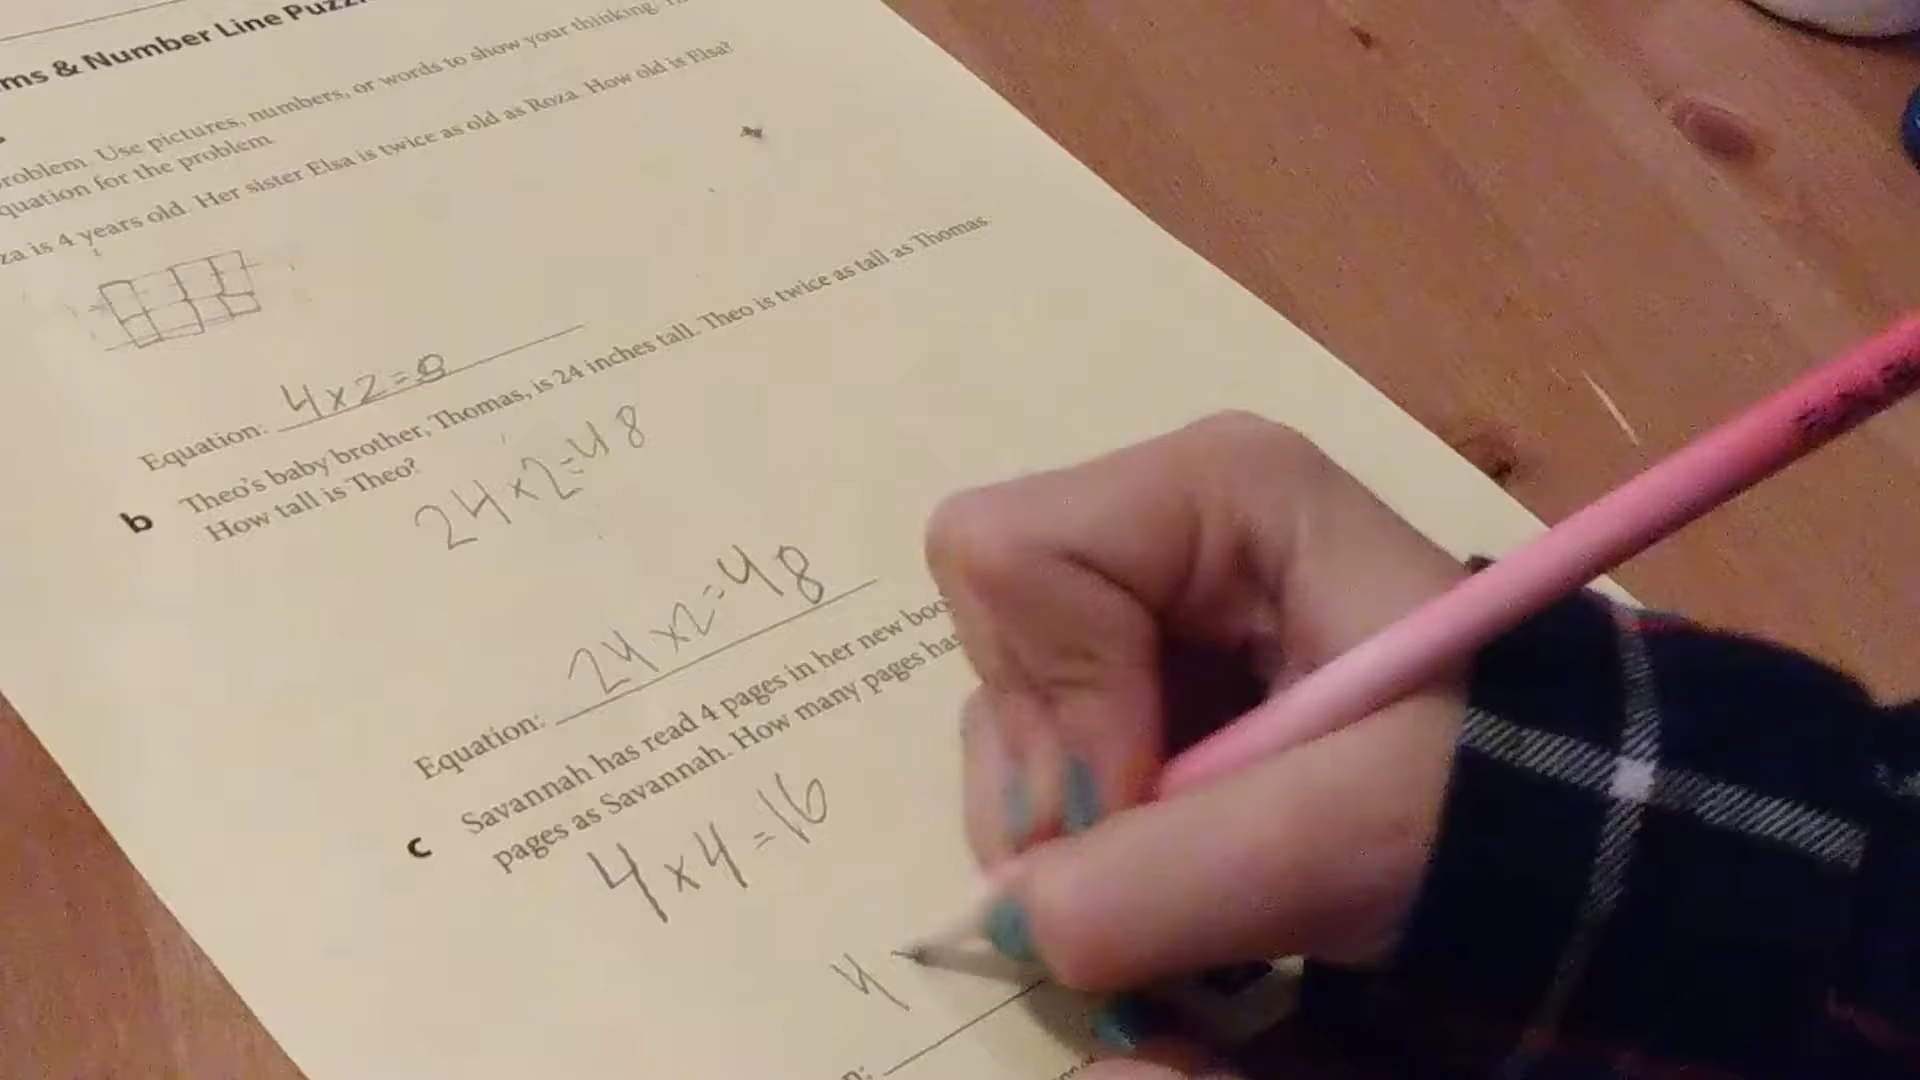 ms & Number Line Puzz
roblem. Use pictures, numbers, or words to show your thinking.
quation for the problem.
za is 4 years old. Her sister Elsa is twice as old as Roza. How old is Elsa?
4x2=8
Equation:
b Theo's baby brother, Thomas, is 24 inches tall. Theo is twice as tall as Thomas.
How tall is Theo?
24x2=48
24x2=48
Equation:
c Savannah has read 4 pages in her new boo
pages as Savannah. How many pages has
4x4=16
4
n: